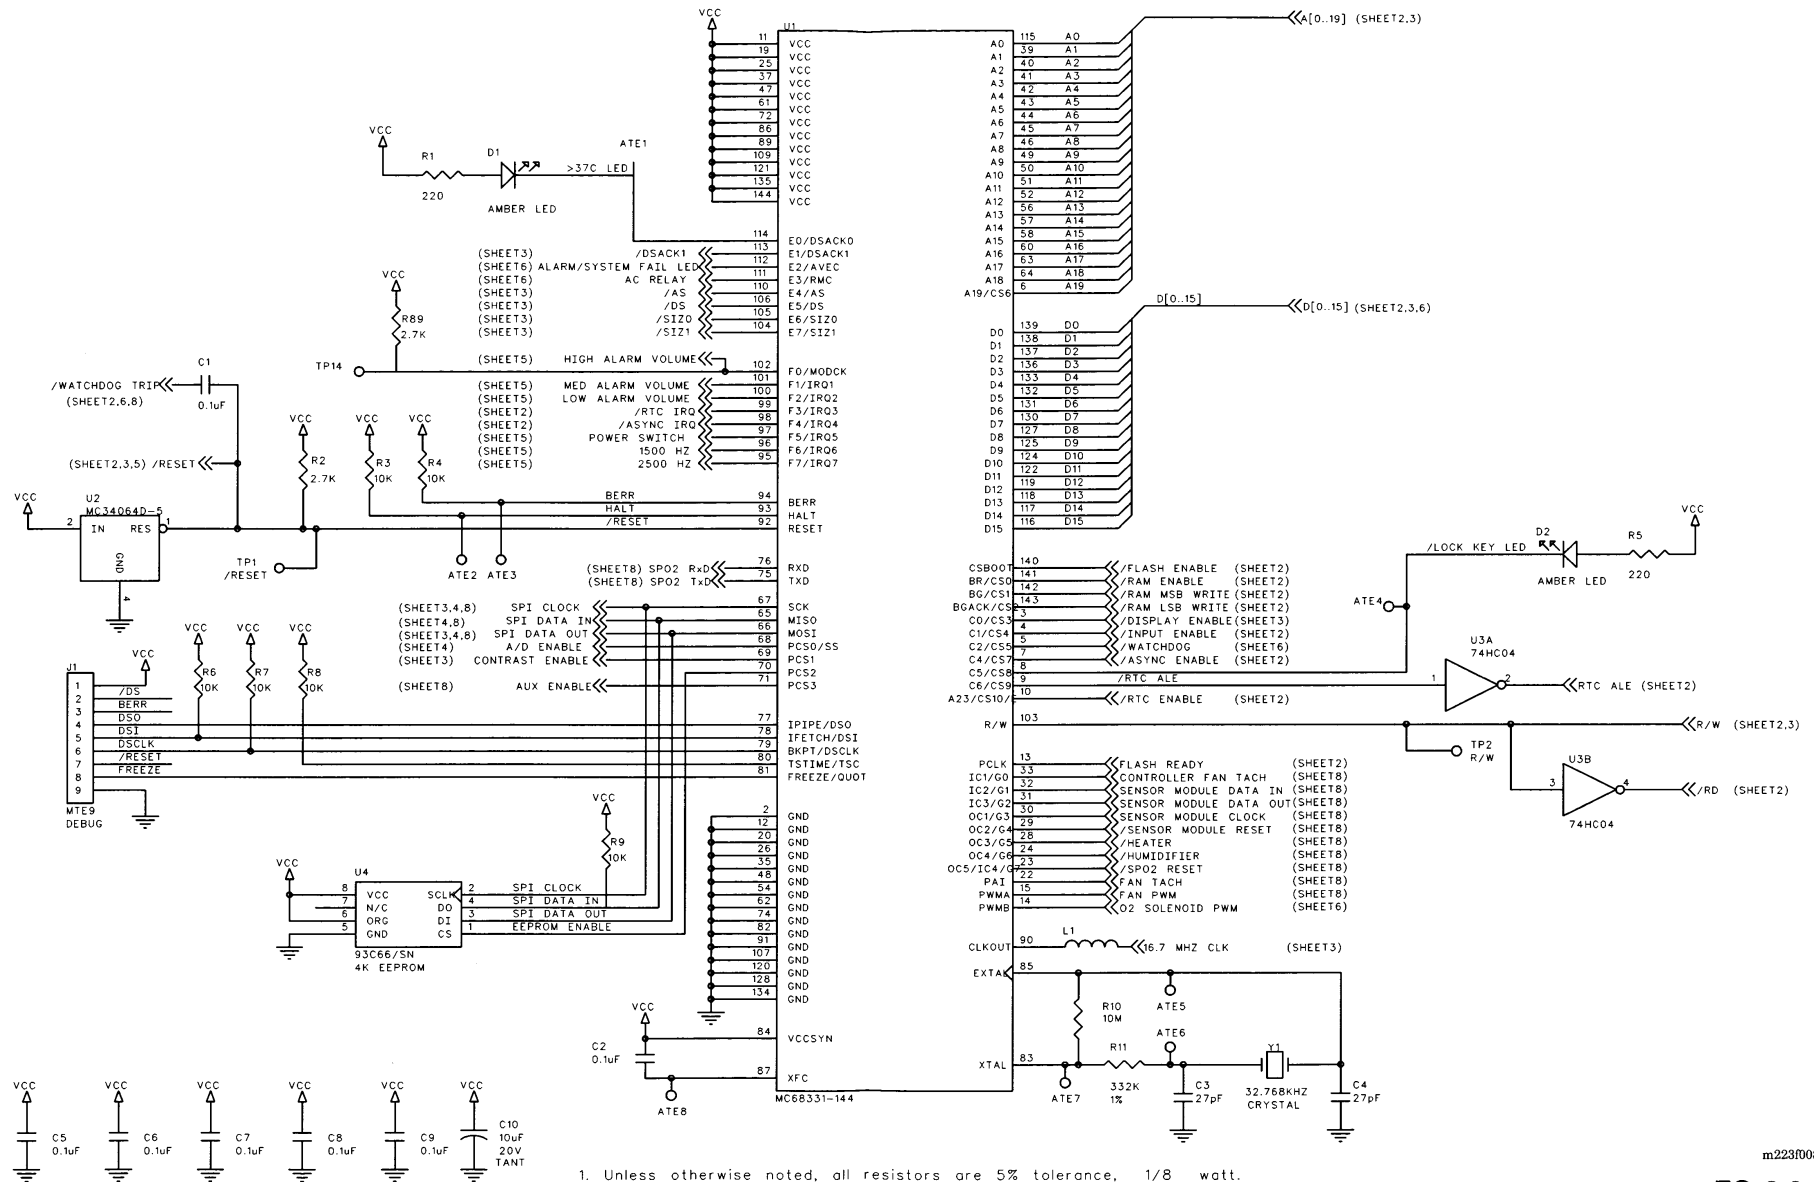 VCC
U1
A[0..19] (SHEET2,3)
11 VCC
19 VCC
25 VCC
37 VCC
47 VCC
61 VCC
72 VCC
86 VCC
89 VCC
109 VCC
121 VCC
135 VCC
144 VCC
A0 115 A0
A1 39 A1
A2 40 A2
A3 41 A3
A4 42 A4
A5 43 A5
A6 44 A6
A7 45 A7
A8 46 A8
A9 49 A9
A10 50 A10
A11 51 A11
A12 52 A12
A13 56 A13
A14 57 A14
A15 58 A15
A16 60 A16
A17 63 A17
A18 64 A18
A19/CS6 6 A19
VCC
R1
220
D1
AMBER LED
>37C LED
ATE1
114 E0/DSACK0
(SHEET3) /DSACK1 113 E1/DSACK1
(SHEET6) ALARM/SYSTEM FAIL LED 112 E2/AVEC
(SHEET6) AC RELAY 111 E3/RMC
(SHEET3) /AS 110 E4/AS
(SHEET3) /DS 106 E5/DS
(SHEET3) /SIZ0 105 E6/SIZ0
(SHEET3) /SIZ1 104 E7/SIZ1
D[0..15]
D[0..15] (SHEET2,3,6)
D0 139 D0
D1 138 D1
D2 137 D2
D3 136 D3
D4 133 D4
D5 132 D5
D6 131 D6
D7 130 D7
D8 127 D8
D9 125 D9
D10 124 D10
D11 122 D11
D12 119 D12
D13 118 D13
D14 117 D14
D15 116 D15
VCC
R89
2.7K
TP14
(SHEET5) HIGH ALARM VOLUME
102 F0/MODCK
(SHEET5) MED ALARM VOLUME 101 F1/IRQ1
(SHEET5) LOW ALARM VOLUME 100 F2/IRQ2
(SHEET2) /RTC IRQ 99 F3/IRQ3
(SHEET2) /ASYNC IRQ 98 F4/IRQ4
(SHEET5) POWER SWITCH 97 F5/IRQ5
(SHEET5) 1500 HZ 96 F6/IRQ6
(SHEET5) 2500 HZ 95 F7/IRQ7
/WATCHDOG TRIP
(SHEET2,6,8)
C1
0.1uF
(SHEET2,3,5) /RESET
VCC
R2
2.7K
VCC
R3
10K
VCC
R4
10K
BERR 94 BERR
HALT 93 HALT
/RESET 92 RESET
VCC
U2
MC34064D-5
2 IN RES 1
GND
4
TP1
/RESET
ATE2 ATE3
(SHEET8) SPO2 RxD 76 RXD
(SHEET8) SPO2 TxD 75 TXD
(SHEET3,4,8) SPI CLOCK 67 SCK
(SHEET4,8) SPI DATA IN 65 MISO
(SHEET3,4,8) SPI DATA OUT 66 MOSI
(SHEET4) A/D ENABLE 68 PCS0/SS
(SHEET3) CONTRAST ENABLE 69 PCS1
70 PCS2
(SHEET8) AUX ENABLE 71 PCS3
CSBOOT 140 /FLASH ENABLE (SHEET2)
BR/CS0 141 /RAM ENABLE (SHEET2)
BG/CS1 142 /RAM MSB WRITE (SHEET2)
BGACK/CS2 143 /RAM LSB WRITE (SHEET2)
C0/CS3 3 /DISPLAY ENABLE (SHEET3)
C1/CS4 4 /INPUT ENABLE (SHEET2)
C2/CS5 5 /WATCHDOG (SHEET6)
C4/CS7 7 /ASYNC ENABLE (SHEET2)
C5/CS8 8
C6/CS9 9 /RTC ALE
A23/CS10/E 10 /RTC ENABLE (SHEET2)
R/W 103
/LOCK KEY LED
D2
AMBER LED
R5
220
VCC
ATE4
U3A
74HC04
1 2
RTC ALE (SHEET2)
R/W (SHEET2,3)
TP2
R/W
U3B
3 4
74HC04
/RD (SHEET2)
VCC
R6
10K
VCC
R7
10K
VCC
R8
10K
J1
VCC
1
2 /DS
3 BERR
4 DSO
5 DSI
6 DSCLK
7 /RESET
8 FREEZE
9
MTE9
DEBUG
77 IPIPE/DSO
78 IFETCH/DSI
79 BKPT/DSCLK
80 TSTIME/TSC
81 FREEZE/QUOT
PCLK 13 FLASH READY (SHEET2)
IC1/G0 33 CONTROLLER FAN TACH (SHEET8)
IC2/G1 32 SENSOR MODULE DATA IN (SHEET8)
IC3/G2 31 SENSOR MODULE DATA OUT (SHEET8)
OC1/G3 30 SENSOR MODULE CLOCK (SHEET8)
OC2/G4 29 /SENSOR MODULE RESET (SHEET8)
OC3/G5 28 /HEATER (SHEET8)
OC4/G6 24 /HUMIDIFIER (SHEET8)
OC5/IC4/G7 23 /SPO2 RESET (SHEET8)
PAI 22 FAN TACH (SHEET8)
PWMA 15 FAN PWM (SHEET8)
PWMB 14 O2 SOLENOID PWM (SHEET6)
2 GND
12 GND
20 GND
26 GND
35 GND
48 GND
54 GND
62 GND
74 GND
82 GND
91 GND
107 GND
120 GND
128 GND
134 GND
VCC
R9
10K
VCC
U4
8 VCC SCLK 2 SPI CLOCK
7 N/C DO 4 SPI DATA IN
6 ORG DI 3 SPI DATA OUT
5 GND CS 1 EEPROM ENABLE
93C66/SN
4K EEPROM
CLKOUT 90 L1 16.7 MHZ CLK (SHEET3)
EXTAL 85
ATE5
R10
10M
ATE6
R11
332K
1%
XTAL 83
ATE7
C3
27pF
Y1
32.768KHZ
CRYSTAL
C4
27pF
VCC
84 VCCSYN
C2
0.1uF
87 XFC
ATE8
MC68331-144
VCC
C5
0.1uF
VCC
C6
0.1uF
VCC
C7
0.1uF
VCC
C8
0.1uF
VCC
C9
0.1uF
VCC
C10
10uF
20V
TANT
1. Unless otherwise noted, all resistors are 5% tolerance, 1/8 watt.